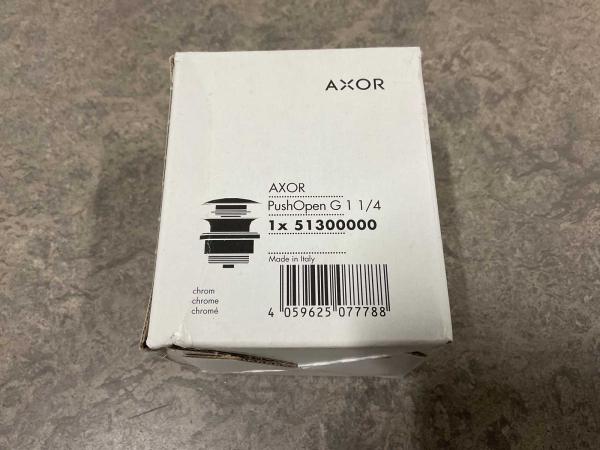 AXOR
AXOR
PushOpen G 1 1/4
1x 51300000
Made in Italy
chrom
chrome
chromé
4 059625 077788